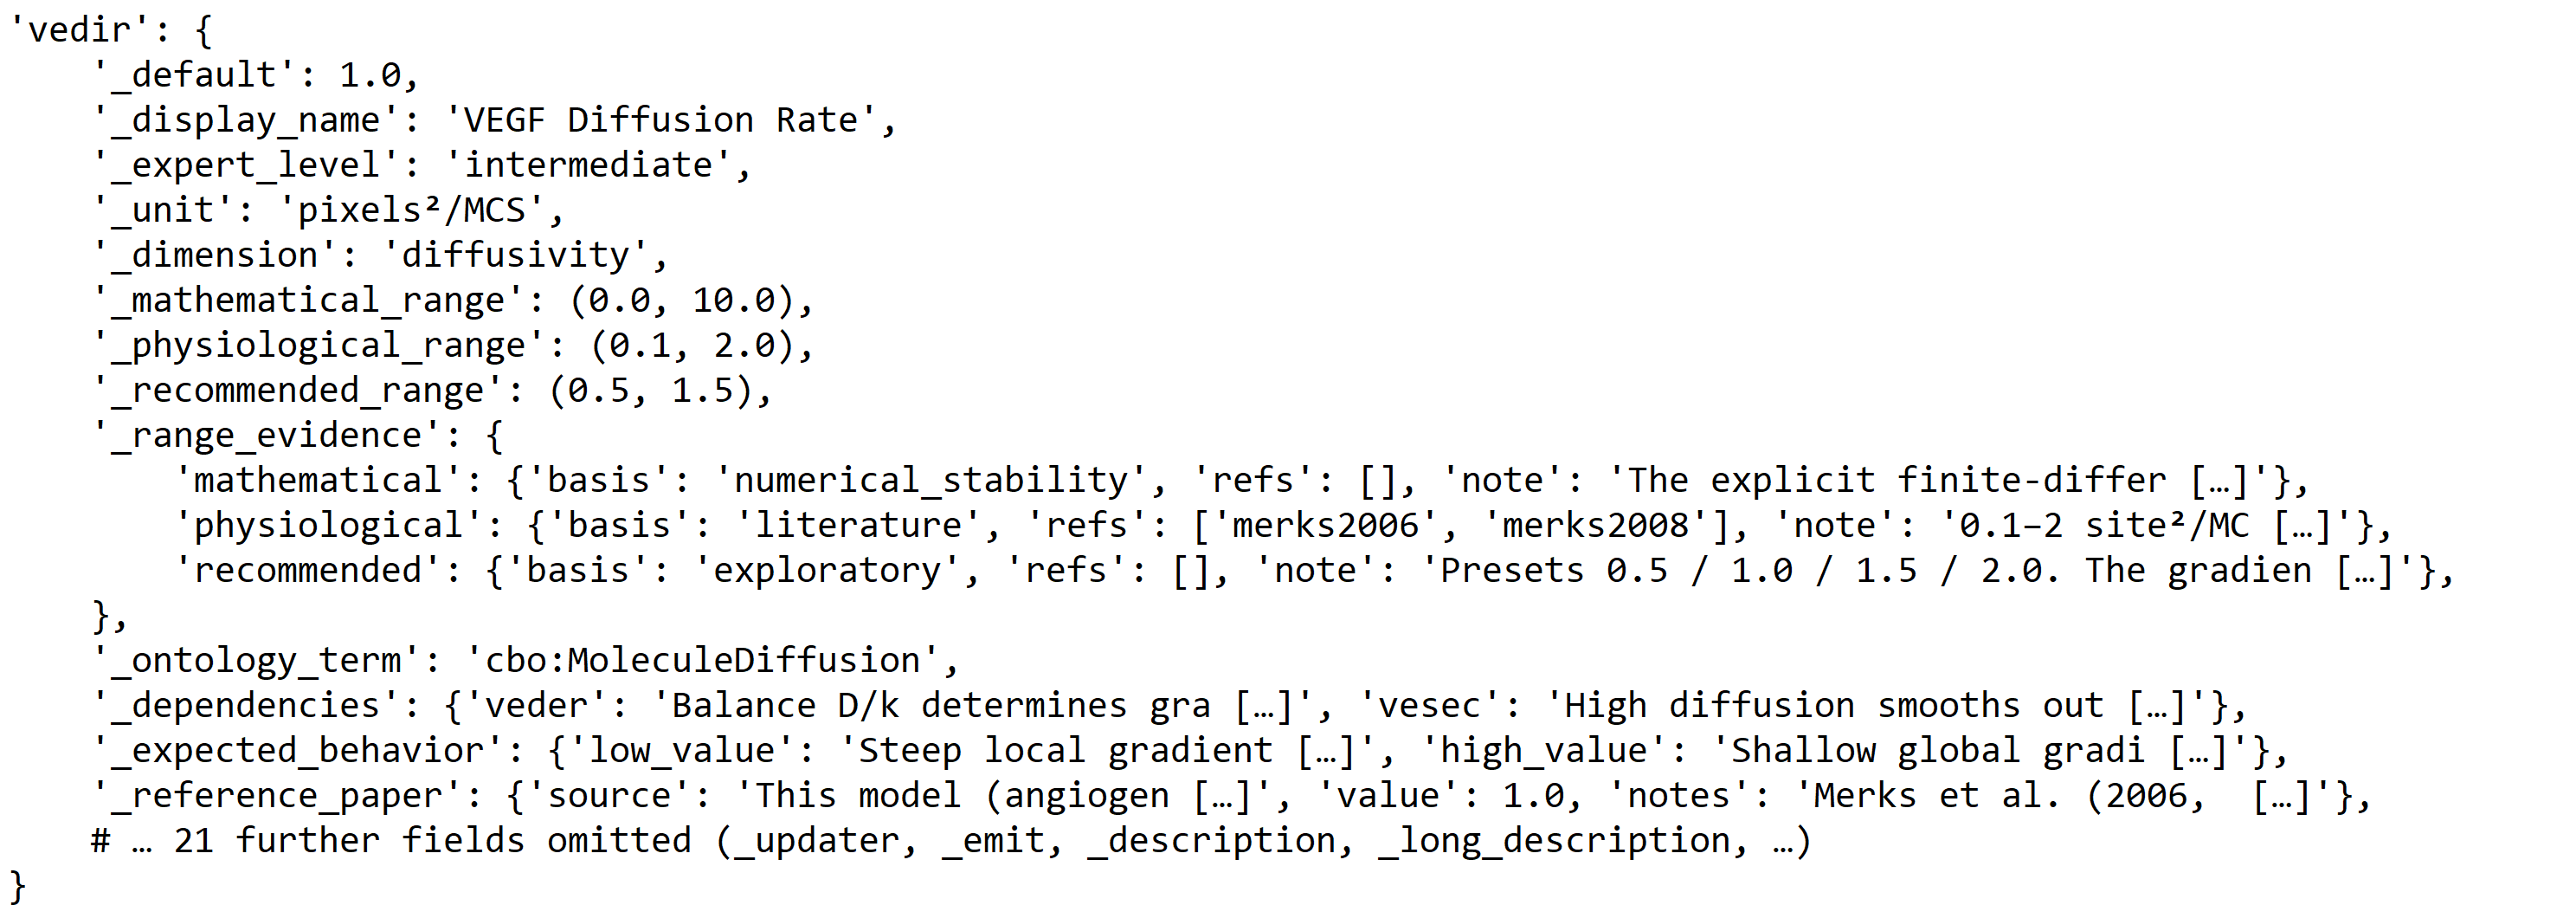 'vedir': {
    '_default': 1.0,
    '_display_name': 'VEGF Diffusion Rate',
    '_expert_level': 'intermediate',
    '_unit': 'pixels²/MCS',
    '_dimension': 'diffusivity',
    '_mathematical_range': (0.0, 10.0),
    '_physiological_range': (0.1, 2.0),
    '_recommended_range': (0.5, 1.5),
    '_range_evidence': {
        'mathematical': {'basis': 'numerical_stability', 'refs': [], 'note': 'The explicit finite-differ […]'},
        'physiological': {'basis': 'literature', 'refs': ['merks2006', 'merks2008'], 'note': '0.1–2 site²/MC […]'},
        'recommended': {'basis': 'exploratory', 'refs': [], 'note': 'Presets 0.5 / 1.0 / 1.5 / 2.0. The gradien […]'},
    },
    '_ontology_term': 'cbo:MoleculeDiffusion',
    '_dependencies': {'veder': 'Balance D/k determines gra […]', 'vesec': 'High diffusion smooths out […]'},
    '_expected_behavior': {'low_value': 'Steep local gradient […]', 'high_value': 'Shallow global gradi […]'},
    '_reference_paper': {'source': 'This model (angiogen […]', 'value': 1.0, 'notes': 'Merks et al. (2006,  […]'},
    # … 21 further fields omitted (_updater, _emit, _description, _long_description, …)
}